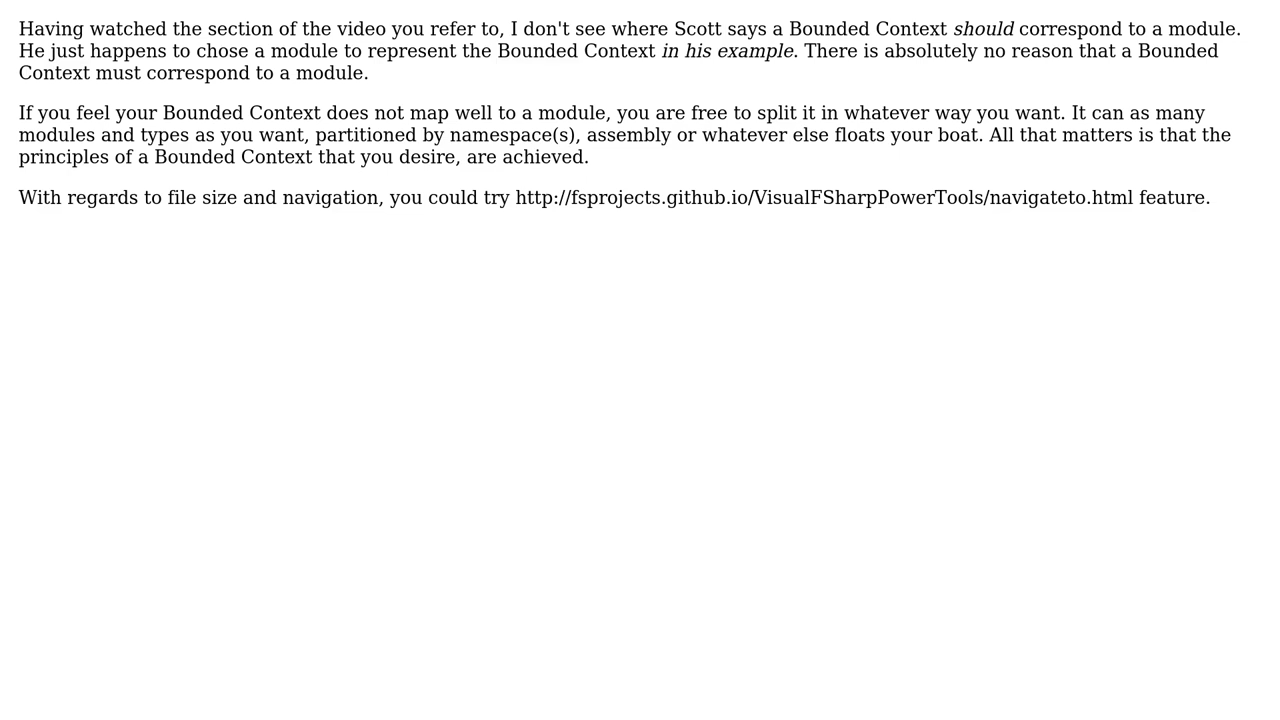 Having watched the section of the video you refer to, I don't see where Scott says a Bounded Context should correspond to a module.
He just happens to chose a module to represent the Bounded Context in his example. There is absolutely no reason that a Bounded
Context must correspond to a module.
If you feel your Bounded Context does not map well to a module, you are free to split it in whatever way you want. It can as many
modules and types as you want, partitioned by namespace(s), assembly or whatever else floats your boat. All that matters is that the
principles of a Bounded Context that you desire, are achieved.
With regards to file size and navigation, you could try http://fsprojects.github.io/VisualFSharpPowerTools/navigateto.html feature.